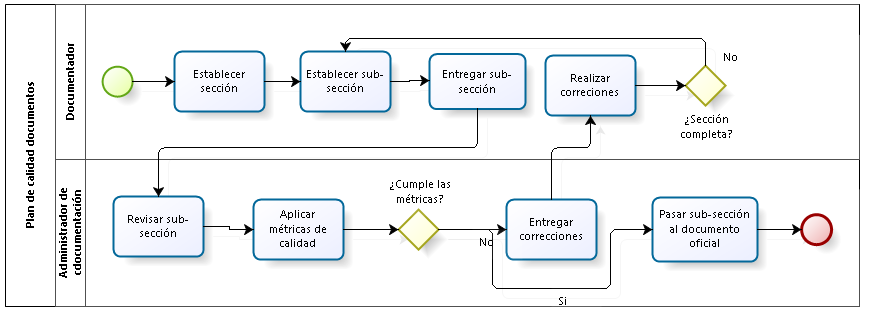 Plan de calidad documentos
Documentador
Establecer
sección
Establecer sub-
sección
Entregar sub-
sección
Realizar
correciones
No
¿Sección
completa?
Administrador de
cdocumentación
Revisar sub-
sección
Aplicar
métricas de
calidad
¿Cumple las
métricas?
No
Si
Entregar
correcciones
Pasar sub-sección
al documento
oficial